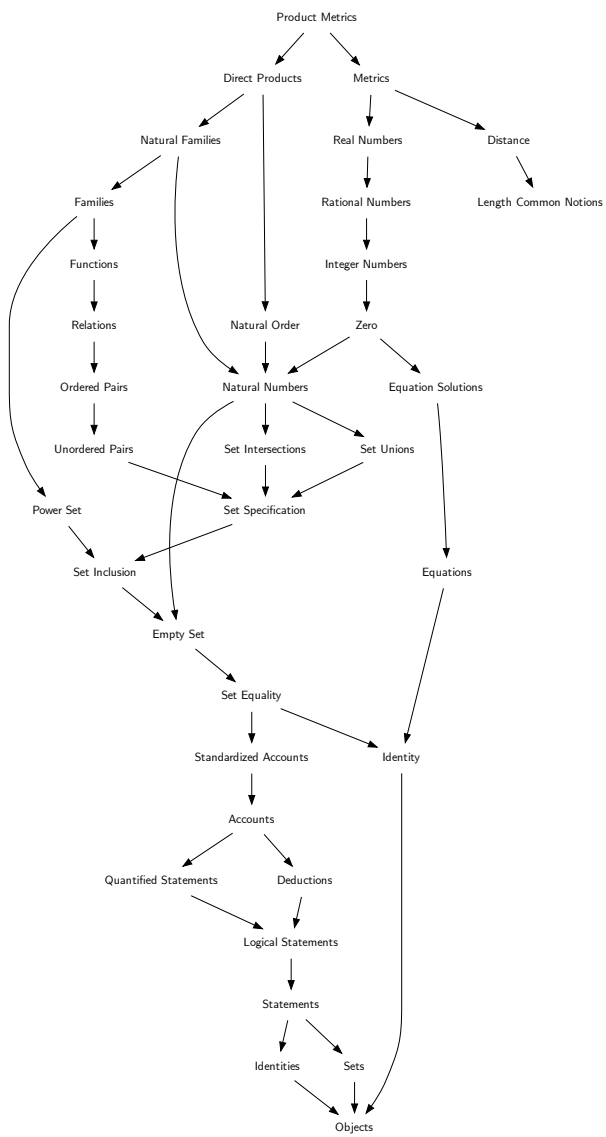 Product Metrics
Direct Products
Metrics
Natural Families
Real Numbers
Distance
Families
Rational Numbers
Length Common Notions
Functions
Integer Numbers
Relations
Natural Order
Zero
Ordered Pairs
Natural Numbers
Equation Solutions
Unordered Pairs
Set Intersections
Set Unions
Power Set
Set Specification
Set Inclusion
Equations
Empty Set
Set Equality
Standardized Accounts
Identity
Accounts
Quantified Statements
Deductions
Logical Statements
Statements
Identities
Sets
Objects